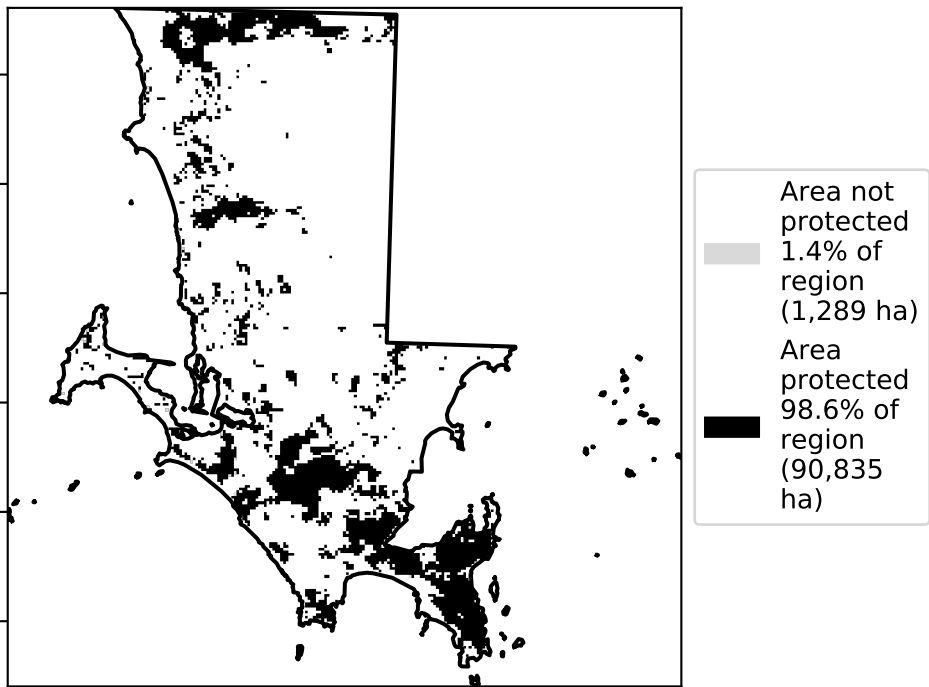 Area not
protected
1.4% of
region
(1,289 ha)
Area
protected
98.6% of
region
(90,835
ha)